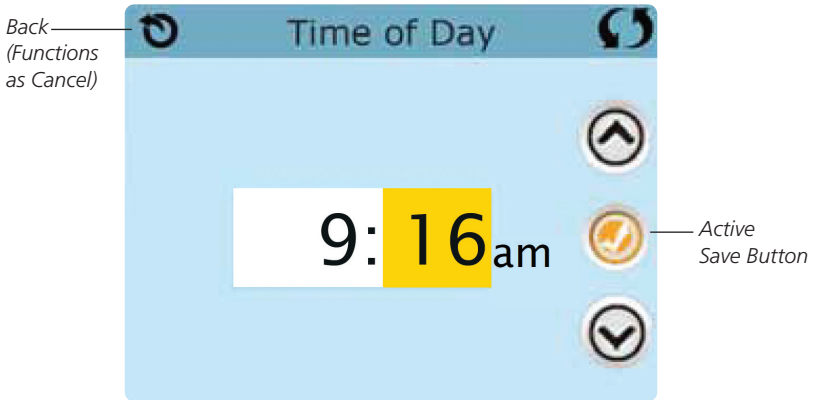 Back
(Functions
as Cancel)
Time of Day
9:16am
Active
Save Button